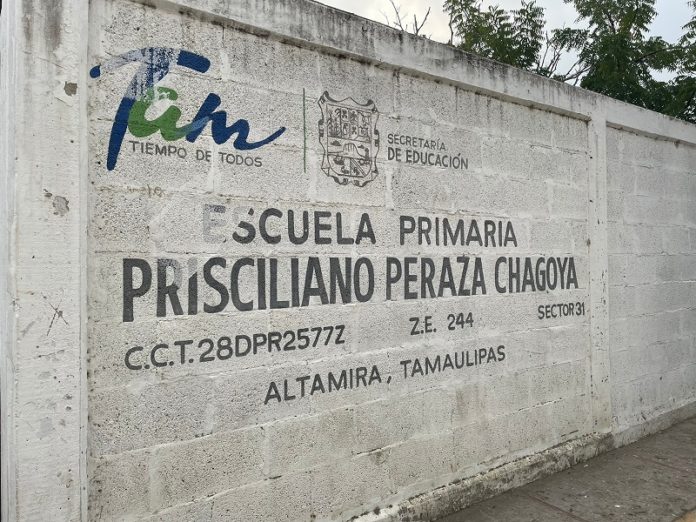 Tam
TIEMPO DE TODOS
SECRETARÍA
DE EDUCACIÓN
ESCUELA PRIMARIA
PRISCILIANO PERAZA CHAGOYA
C.C.T. 28DPR2577Z Z.E. 244 SECTOR 31
ALTAMIRA, TAMAULIPAS